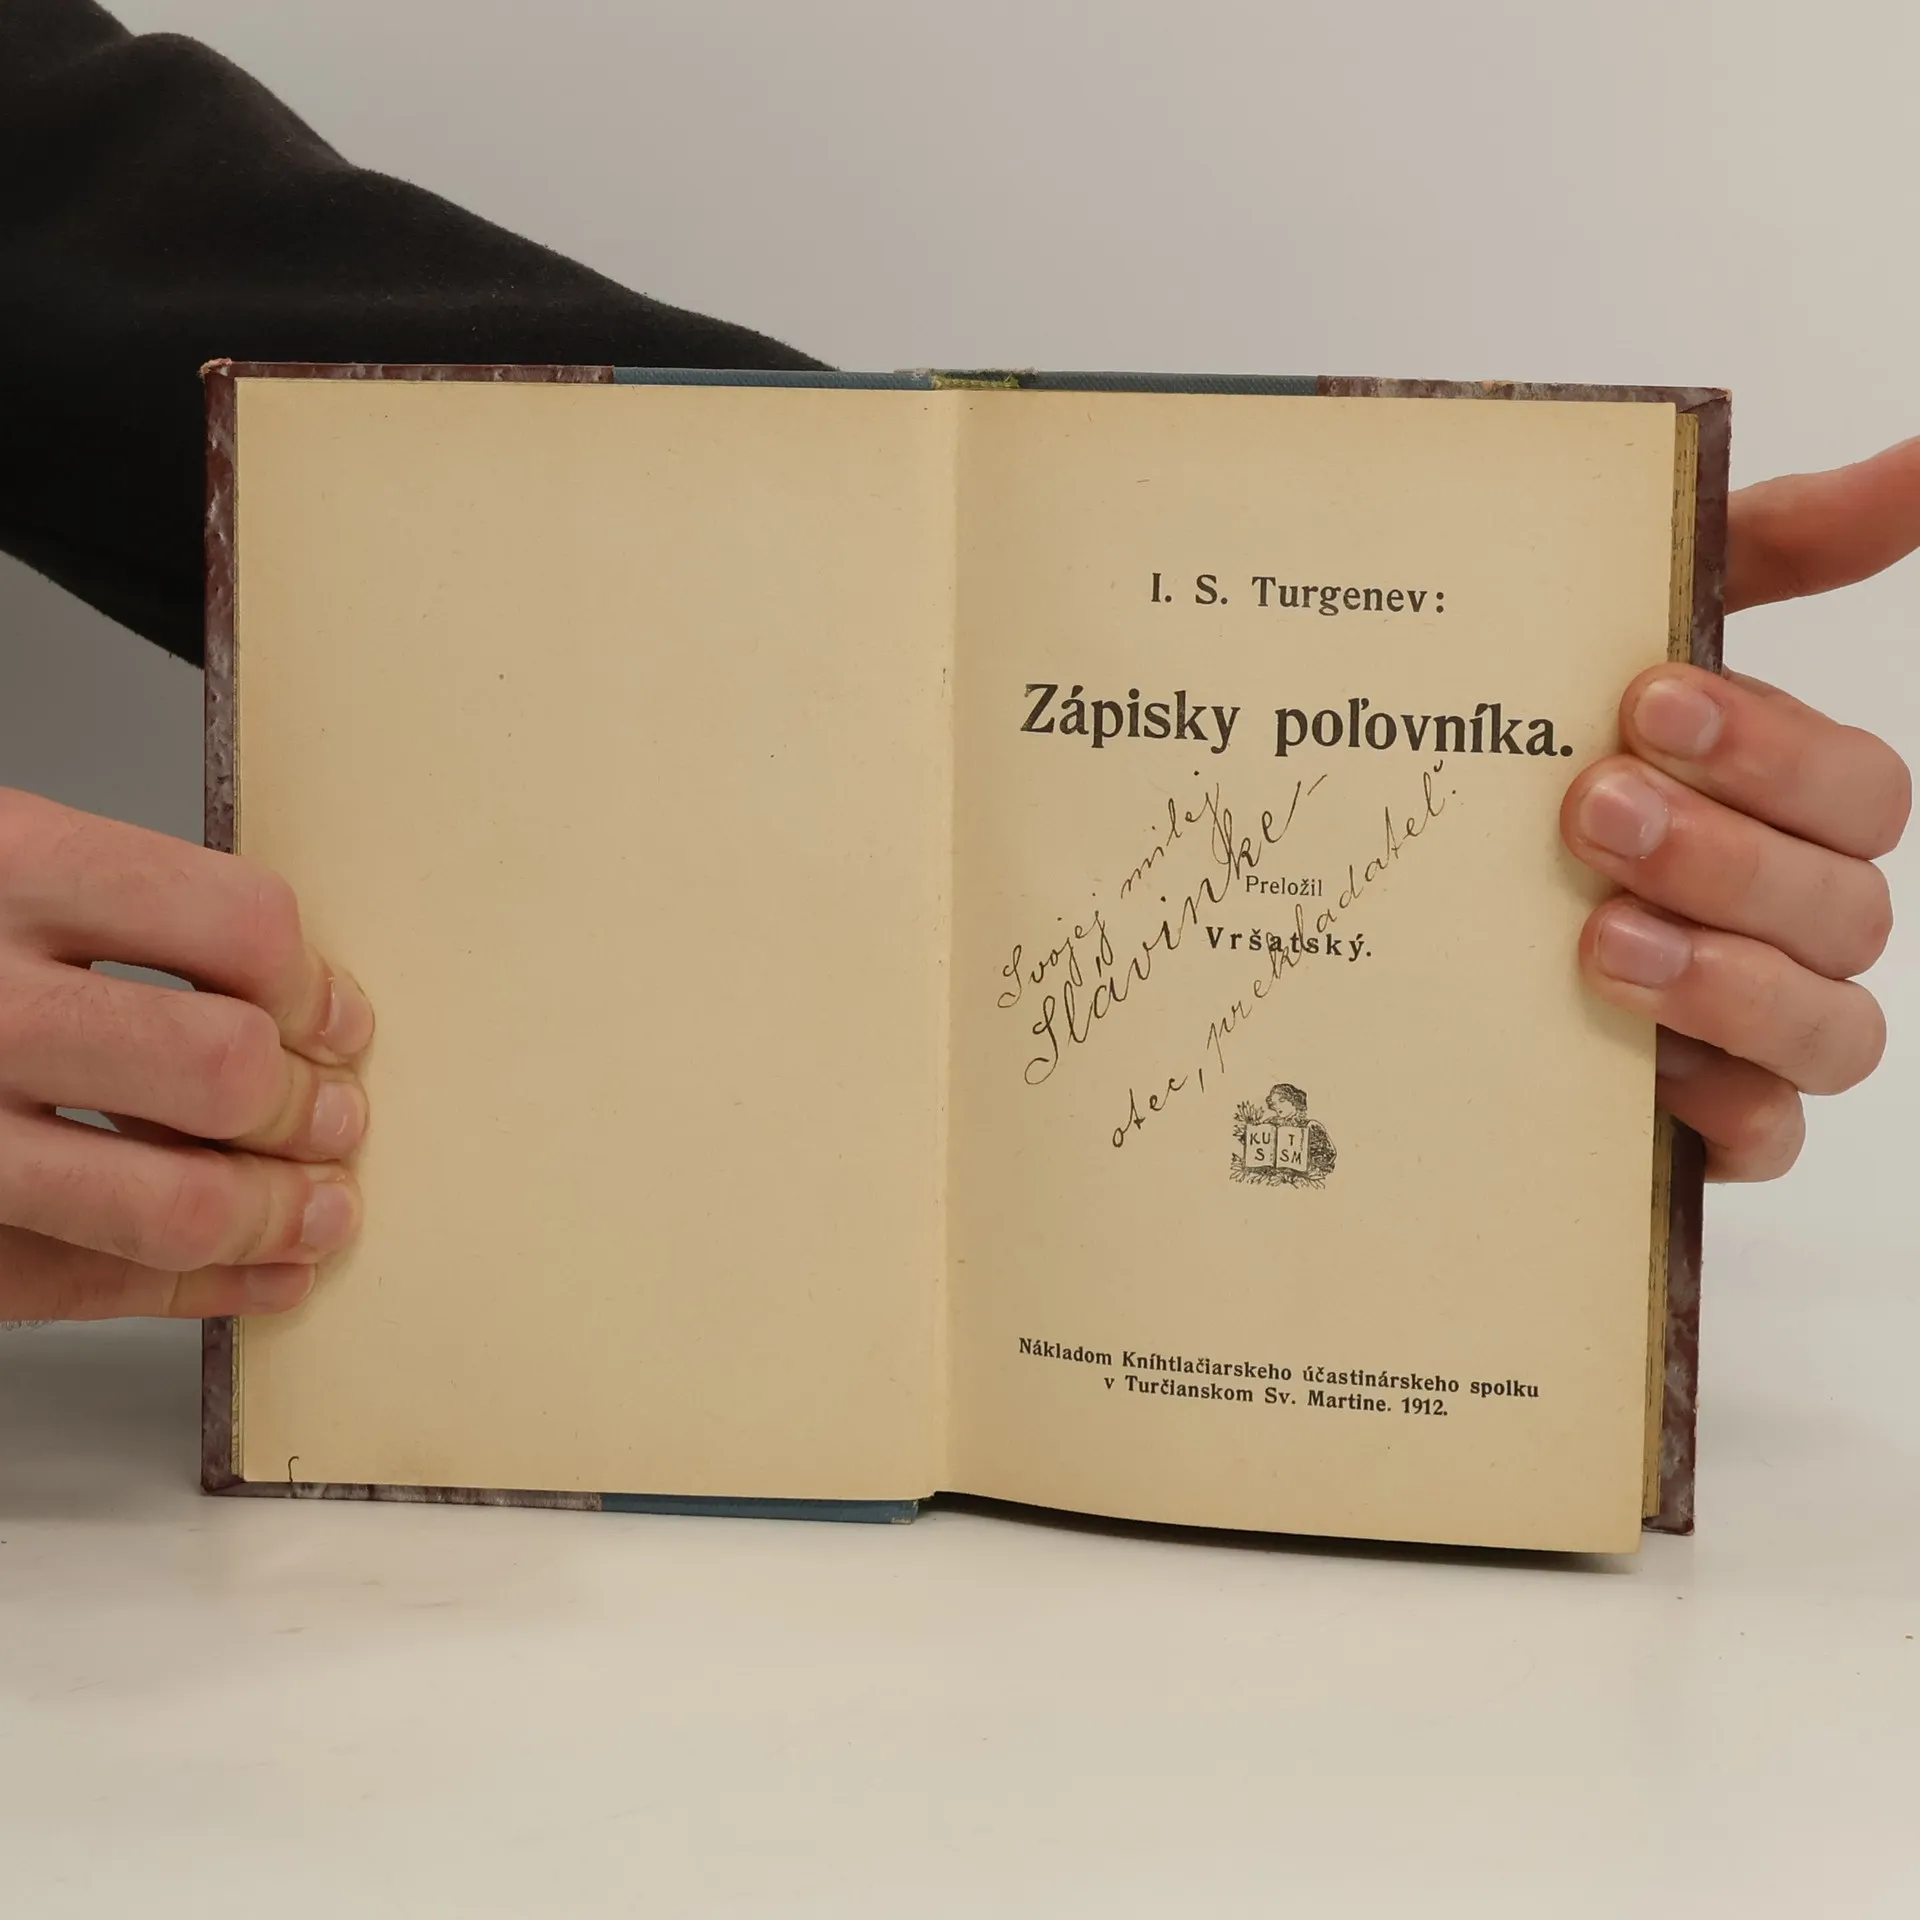 I. S. Turgenev:
Zápisky poľovníka.
Svojej milej
Slávinke –
Preložil
Vršatský.
otec, prekladateľ.
KU T
S: SM
Nákladom Kníhtlačiarskeho účastinárskeho spolku
v Turčianskom Sv. Martine. 1912.